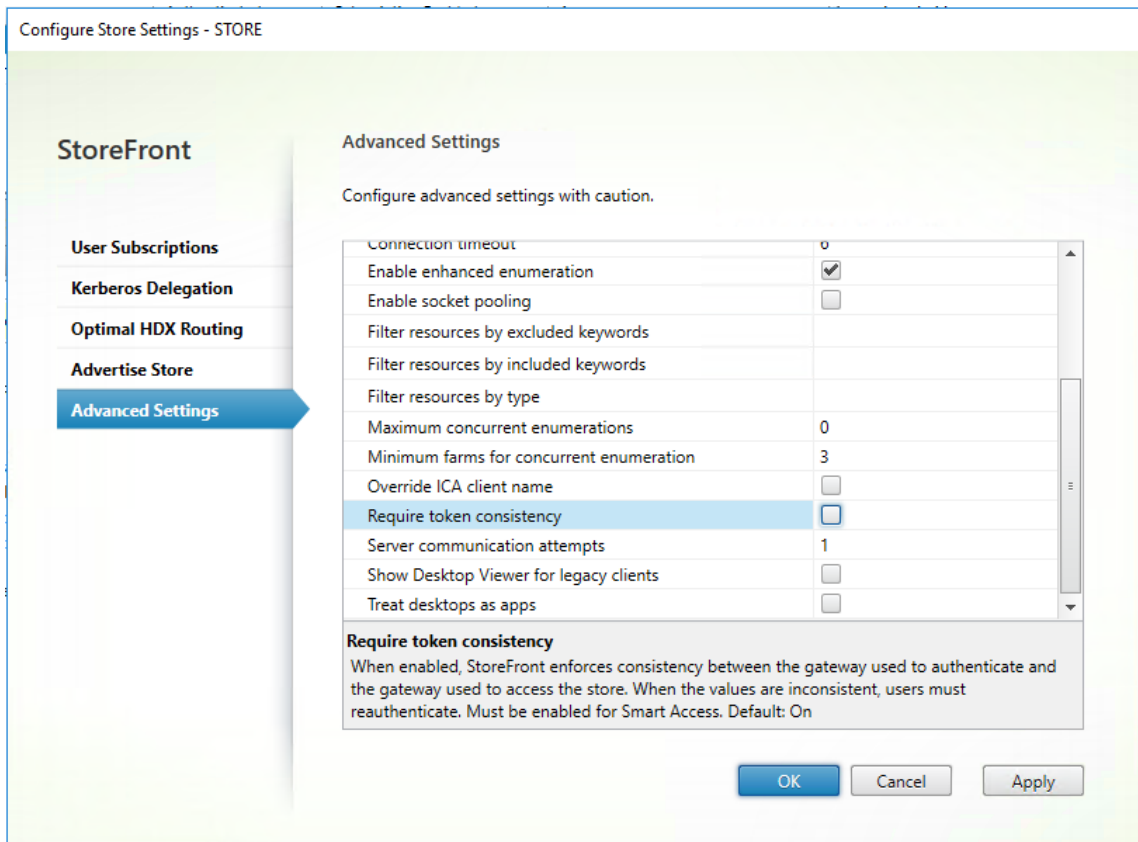 Configure Store Settings - STORE
StoreFront
User Subscriptions
Kerberos Delegation
Optimal HDX Routing
Advertise Store
Advanced Settings
Advanced Settings
Configure advanced settings with caution.
Connection timeout 6
Enable enhanced enumeration
Enable socket pooling
Filter resources by excluded keywords
Filter resources by included keywords
Filter resources by type
Maximum concurrent enumerations 0
Minimum farms for concurrent enumeration 3
Override ICA client name
Require token consistency
Server communication attempts 1
Show Desktop Viewer for legacy clients
Treat desktops as apps
Require token consistency
When enabled, StoreFront enforces consistency between the gateway used to authenticate and
the gateway used to access the store. When the values are inconsistent, users must
reauthenticate. Must be enabled for Smart Access. Default: On
OK Cancel Apply